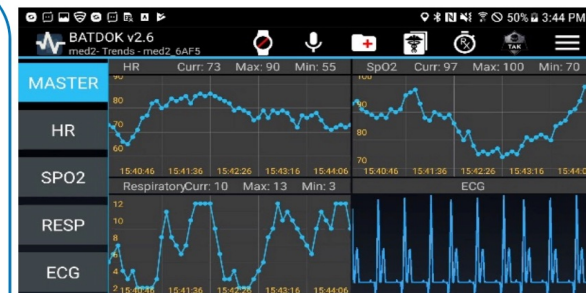 50% 3:44 PM
BATDOK v2.6
med2- Trends - med2_6AF5
TAK
MASTER
HR
SPO2
RESP
ECG
HR Curr: 73 Max: 90 Min: 55
90
80
70
60
15:40:46 15:41:36 15:42:26 15:43:16 15:44:06
SpO2 Curr: 97 Max: 100 Min: 70
100
90
80
70
15:40:46 15:41:36 15:42:26 15:43:16 15:44:0
RespiratoryCurr: 10 Max: 13 Min: 3
12
10
8
6
4
2
15:40:46 15:41:36 15:42:26 15:43:16 15:44:06
ECG